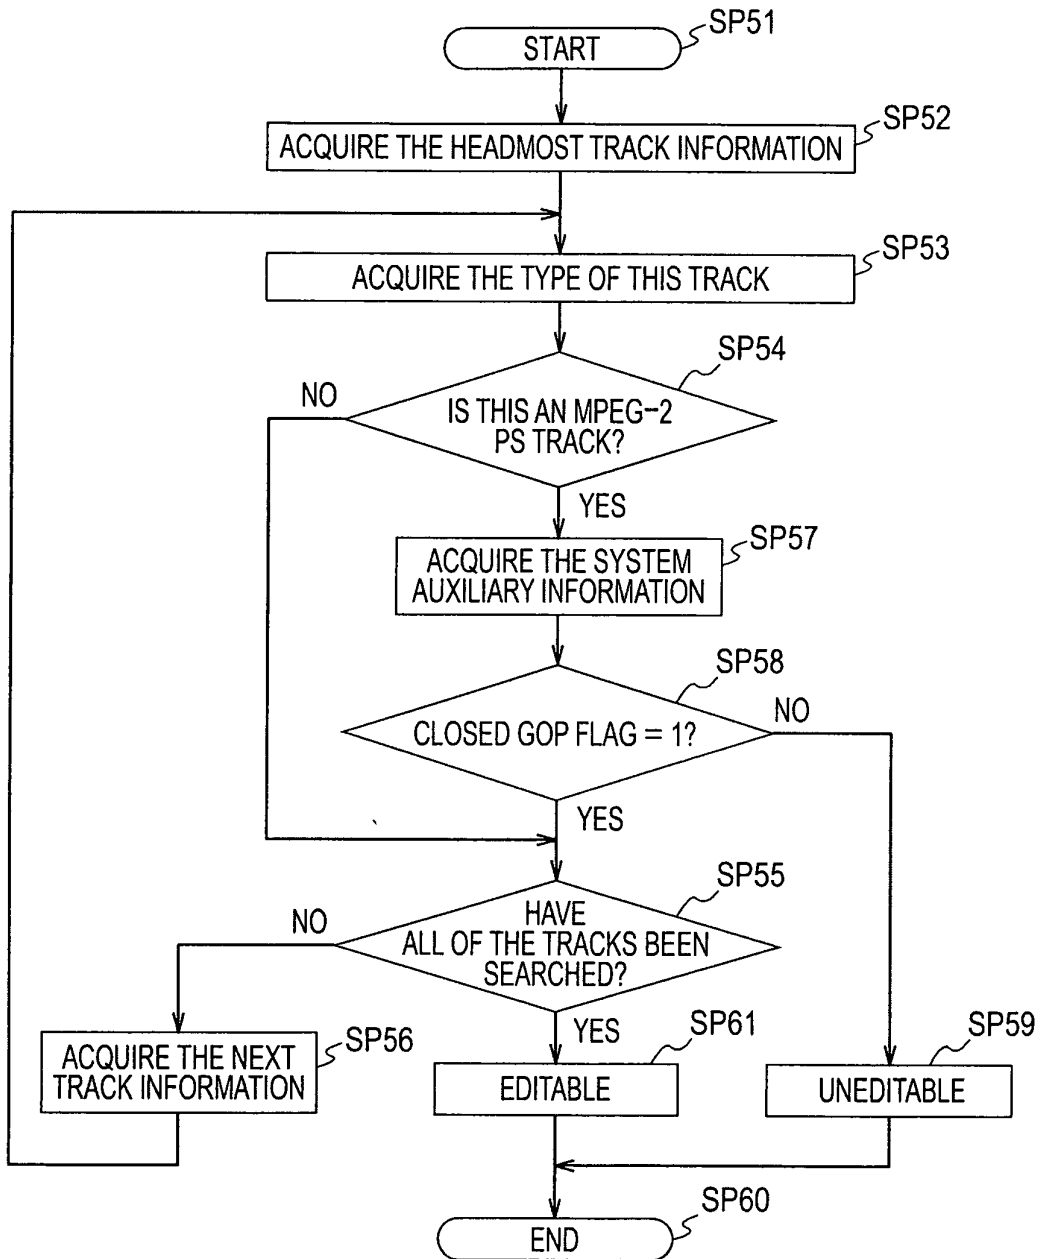 START
SP51
ACQUIRE THE HEADMOST TRACK INFORMATION
SP52
ACQUIRE THE TYPE OF THIS TRACK
SP53
SP54
NO
IS THIS AN MPEG-2
PS TRACK?
YES
SP57
ACQUIRE THE SYSTEM
AUXILIARY INFORMATION
SP58
NO
CLOSED GOP FLAG = 1?
YES
SP55
NO
HAVE
ALL OF THE TRACKS BEEN
SEARCHED?
YES
SP56
ACQUIRE THE NEXT
TRACK INFORMATION
SP61
EDITABLE
SP59
UNEDITABLE
SP60
END